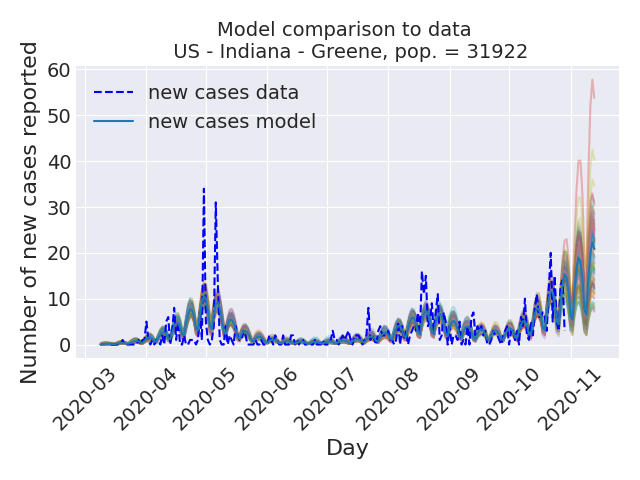 Model comparison to data
US - Indiana - Greene, pop. = 31922
Number of new cases reported
60
50
40
30
20
10
0
new cases data
new cases model
2020-03
2020-04
2020-05
2020-06
2020-07
2020-08
2020-09
2020-10
2020-11
Day